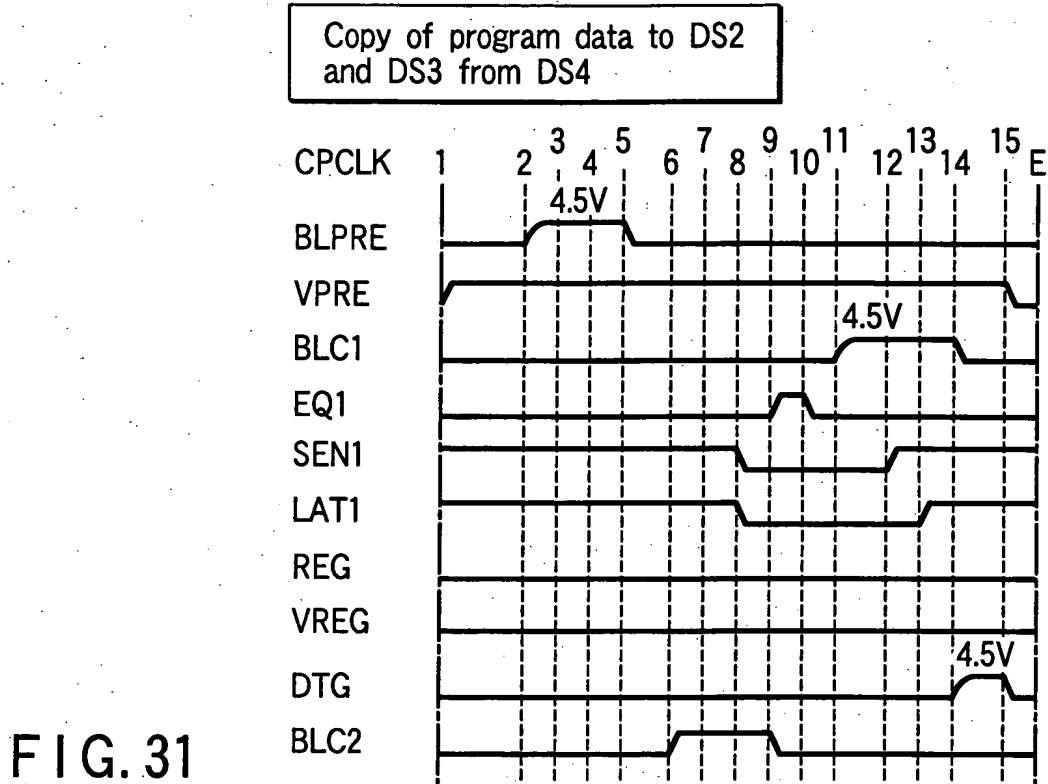 Copy of program data to DS2
and DS3 from DS4
CPCLK 1 2 3 4 5 6 7 8 9 10 11 12 13 14 15 E
4.5V
BLPRE
VPRE
4.5V
BLC1
EQ1
SEN1
LAT1
REG
VREG
4.5V
DTG
BLC2
FIG. 31